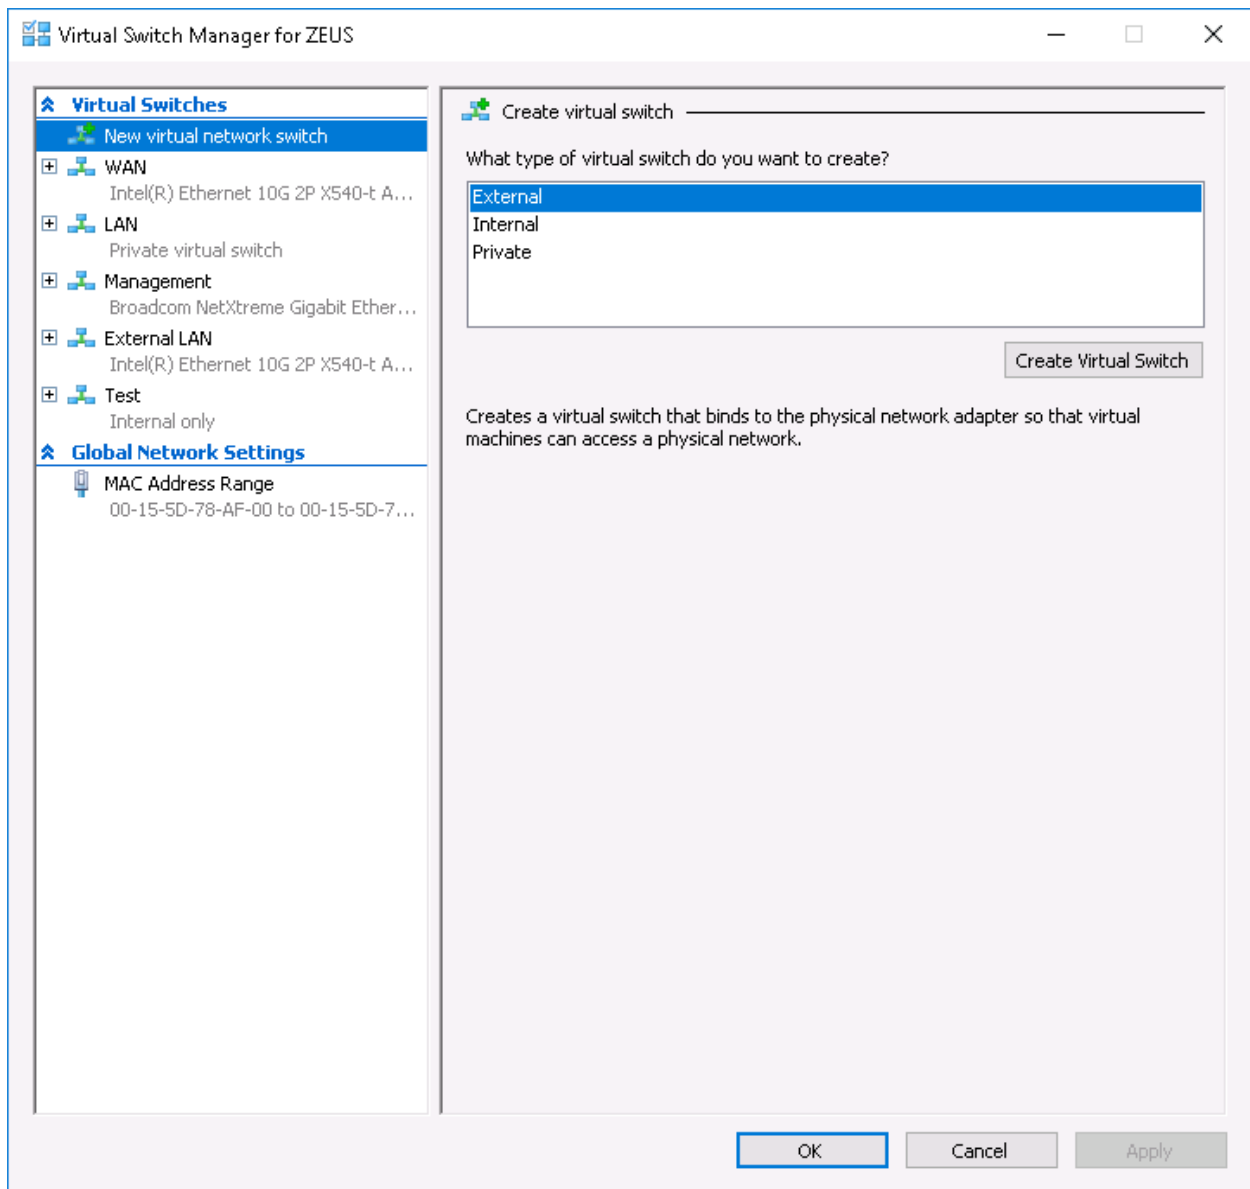 Virtual Switch Manager for ZEUS
Virtual Switches
New virtual network switch
WAN
Intel(R) Ethernet 10G 2P X540-t A...
LAN
Private virtual switch
Management
Broadcom NetXtreme Gigabit Ether...
External LAN
Intel(R) Ethernet 10G 2P X540-t A...
Test
Internal only
Global Network Settings
MAC Address Range
00-15-5D-78-AF-00 to 00-15-5D-7...
Create virtual switch
What type of virtual switch do you want to create?
External
Internal
Private
Create Virtual Switch
Creates a virtual switch that binds to the physical network adapter so that virtual
machines can access a physical network.
OK
Cancel
Apply